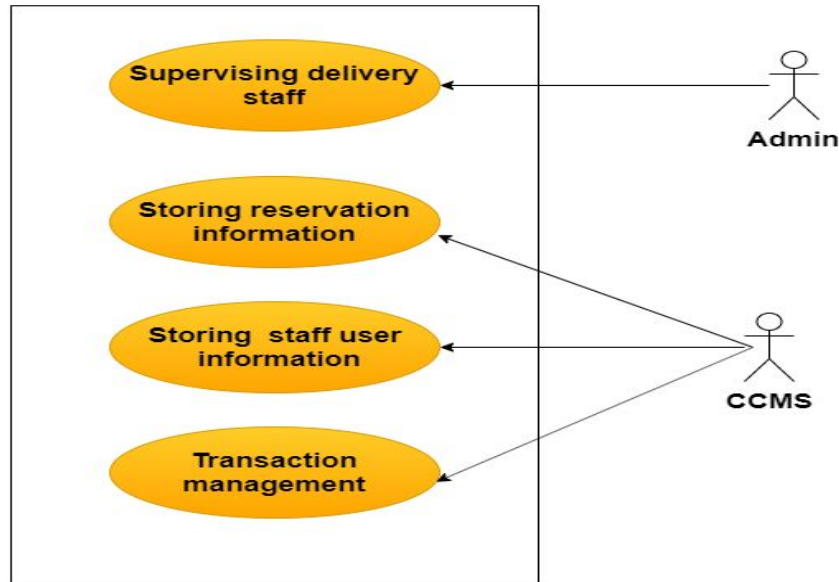 Supervising delivery
staff
Admin
Storing reservation
information
Storing staff user
information
CCMS
Transaction
management